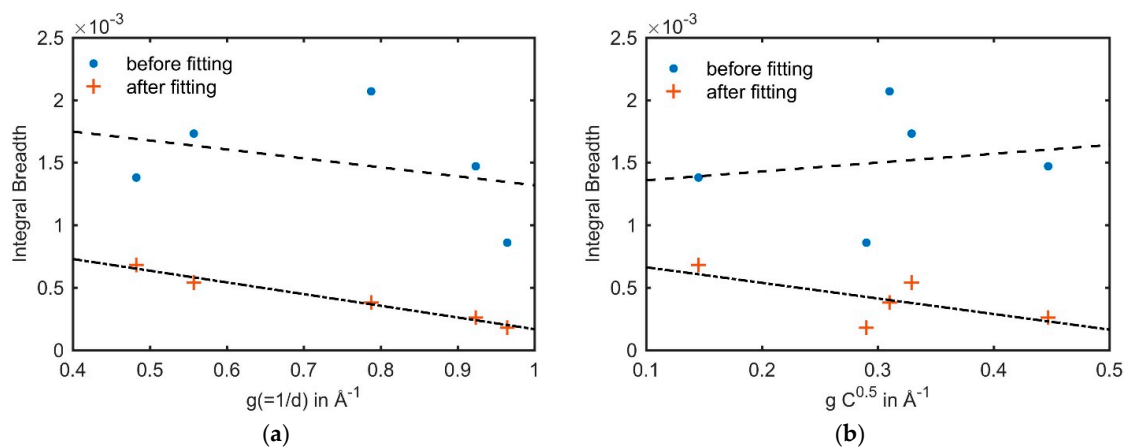 ×10⁻³
2.5
2
1.5
1
0.5
0
Integral Breadth
before fitting
after fitting
0.4 0.5 0.6 0.7 0.8 0.9 1
g(=1/d) in Å⁻¹
(a)
×10⁻³
2.5
2
1.5
1
0.5
0
Integral Breadth
before fitting
after fitting
0.1 0.2 0.3 0.4 0.5
g C⁰·⁵ in Å⁻¹
(b)